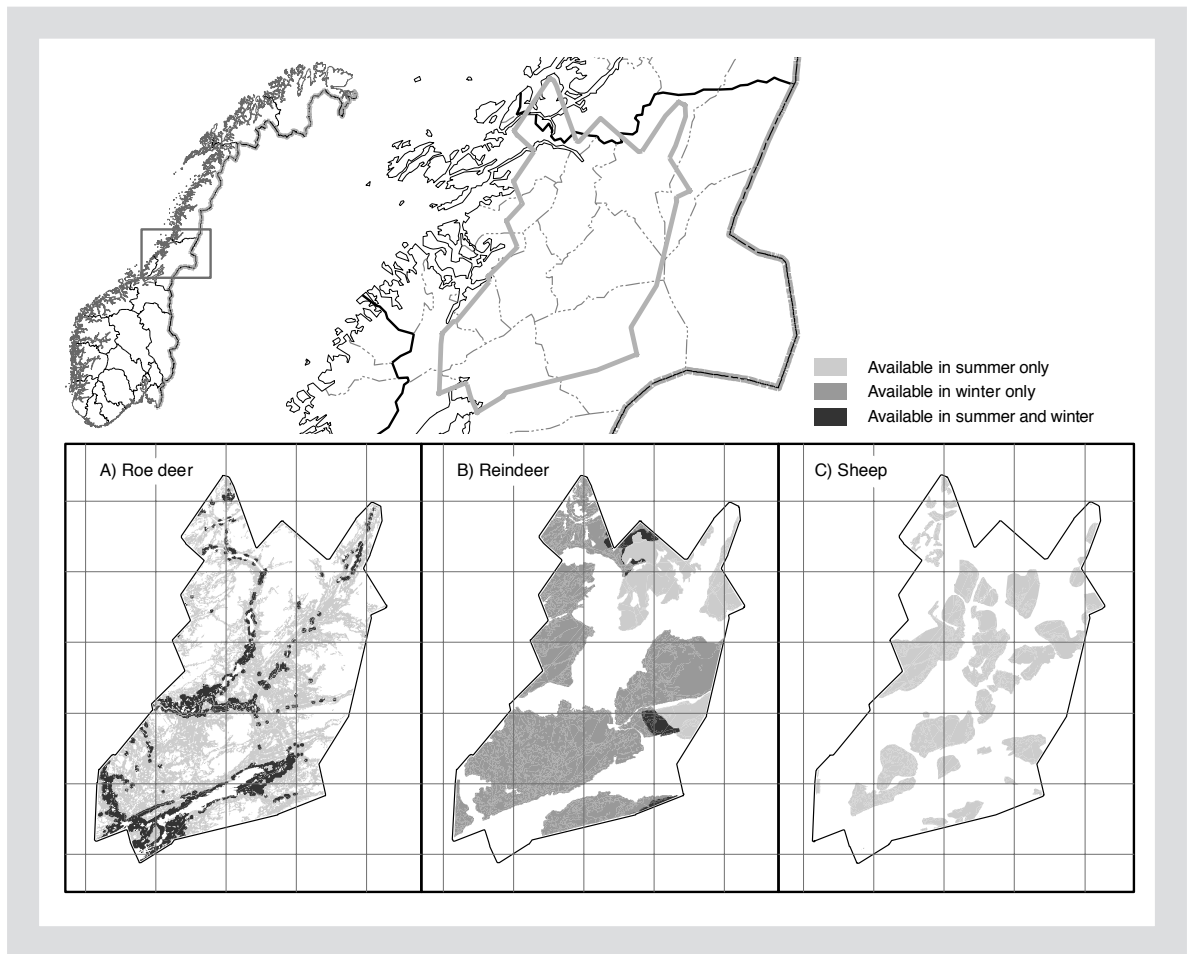 Available in summer only
Available in winter only
Available in summer and winter
A) Roe deer
B) Reindeer
C) Sheep